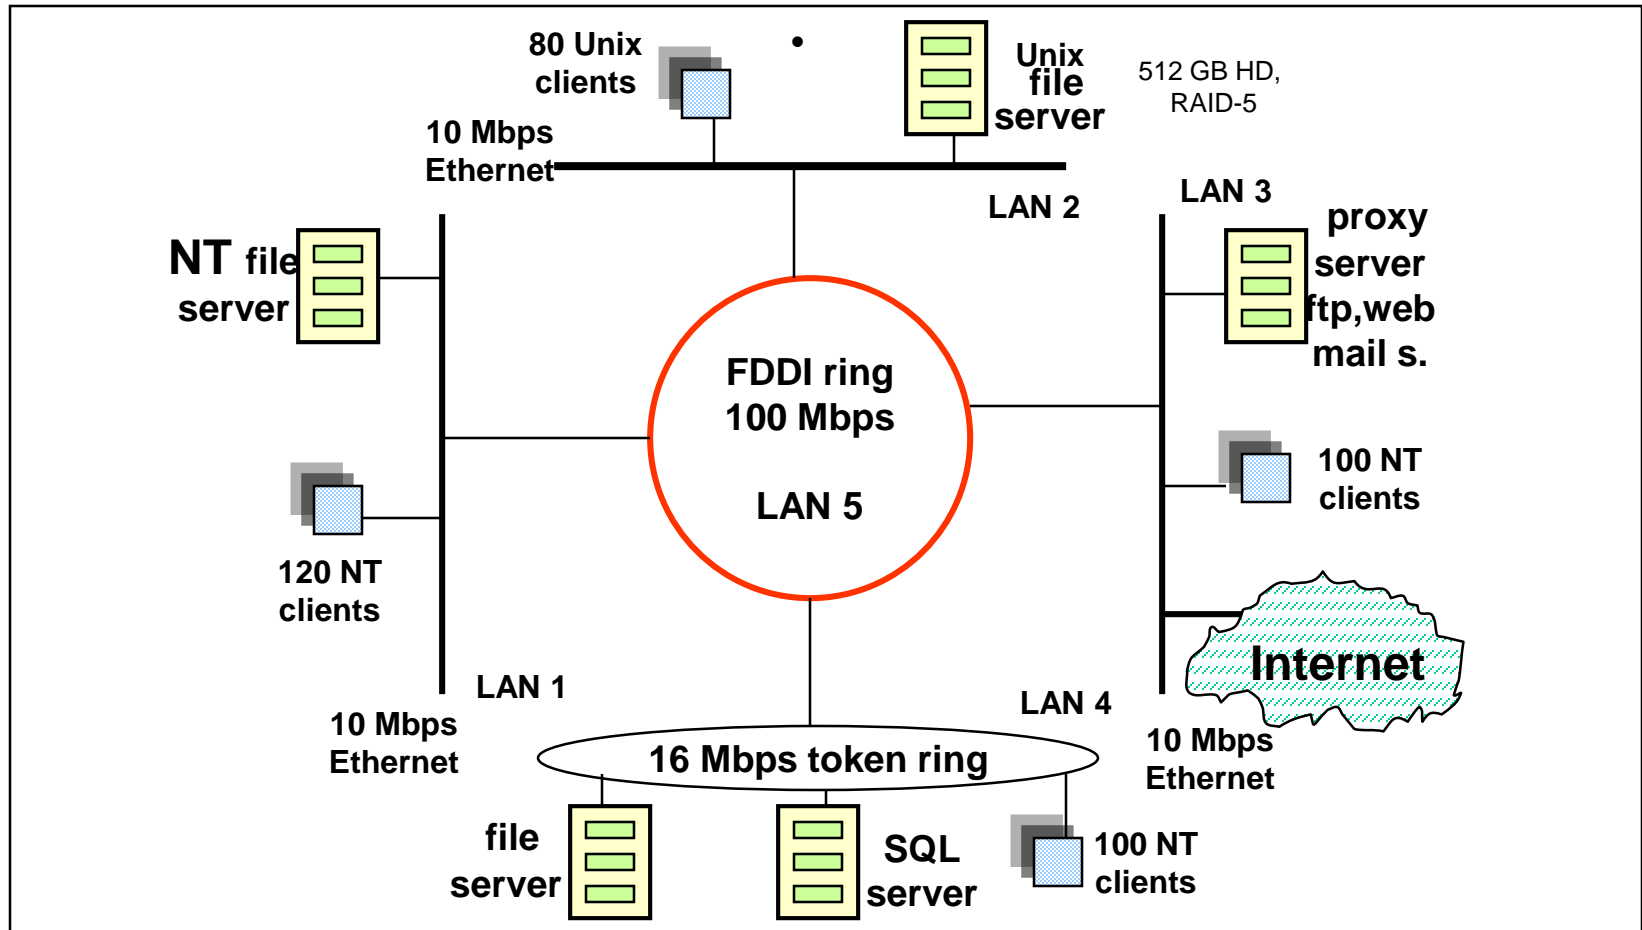 80 Unix
clients
•
Unix
file
server
512 GB HD,
RAID-5
10 Mbps
Ethernet
LAN 2
LAN 3
NT file
server
proxy
server
ftp,web
mail s.
FDDI ring
100 Mbps
LAN 5
120 NT
clients
100 NT
clients
Internet
LAN 1
10 Mbps
Ethernet
LAN 4
10 Mbps
Ethernet
16 Mbps token ring
file
server
SQL
server
100 NT
clients